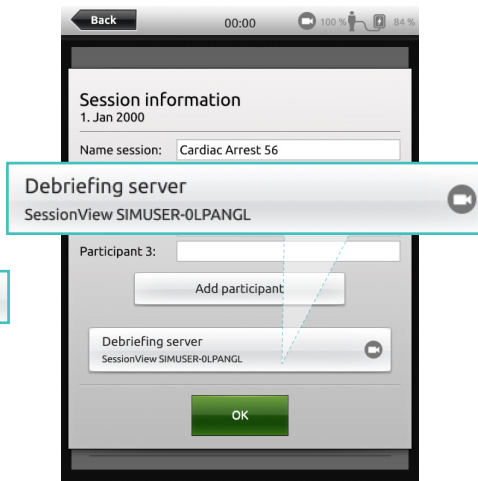 Back
00:00
100 %
84 %
Session information
1. Jan 2000
Name session:
Cardiac Arrest 56
Debriefing server
SessionView SIMUSER-0LPANGL
Participant 3:
Add participant
Debriefing server
SessionView SIMUSER-0LPANGL
OK